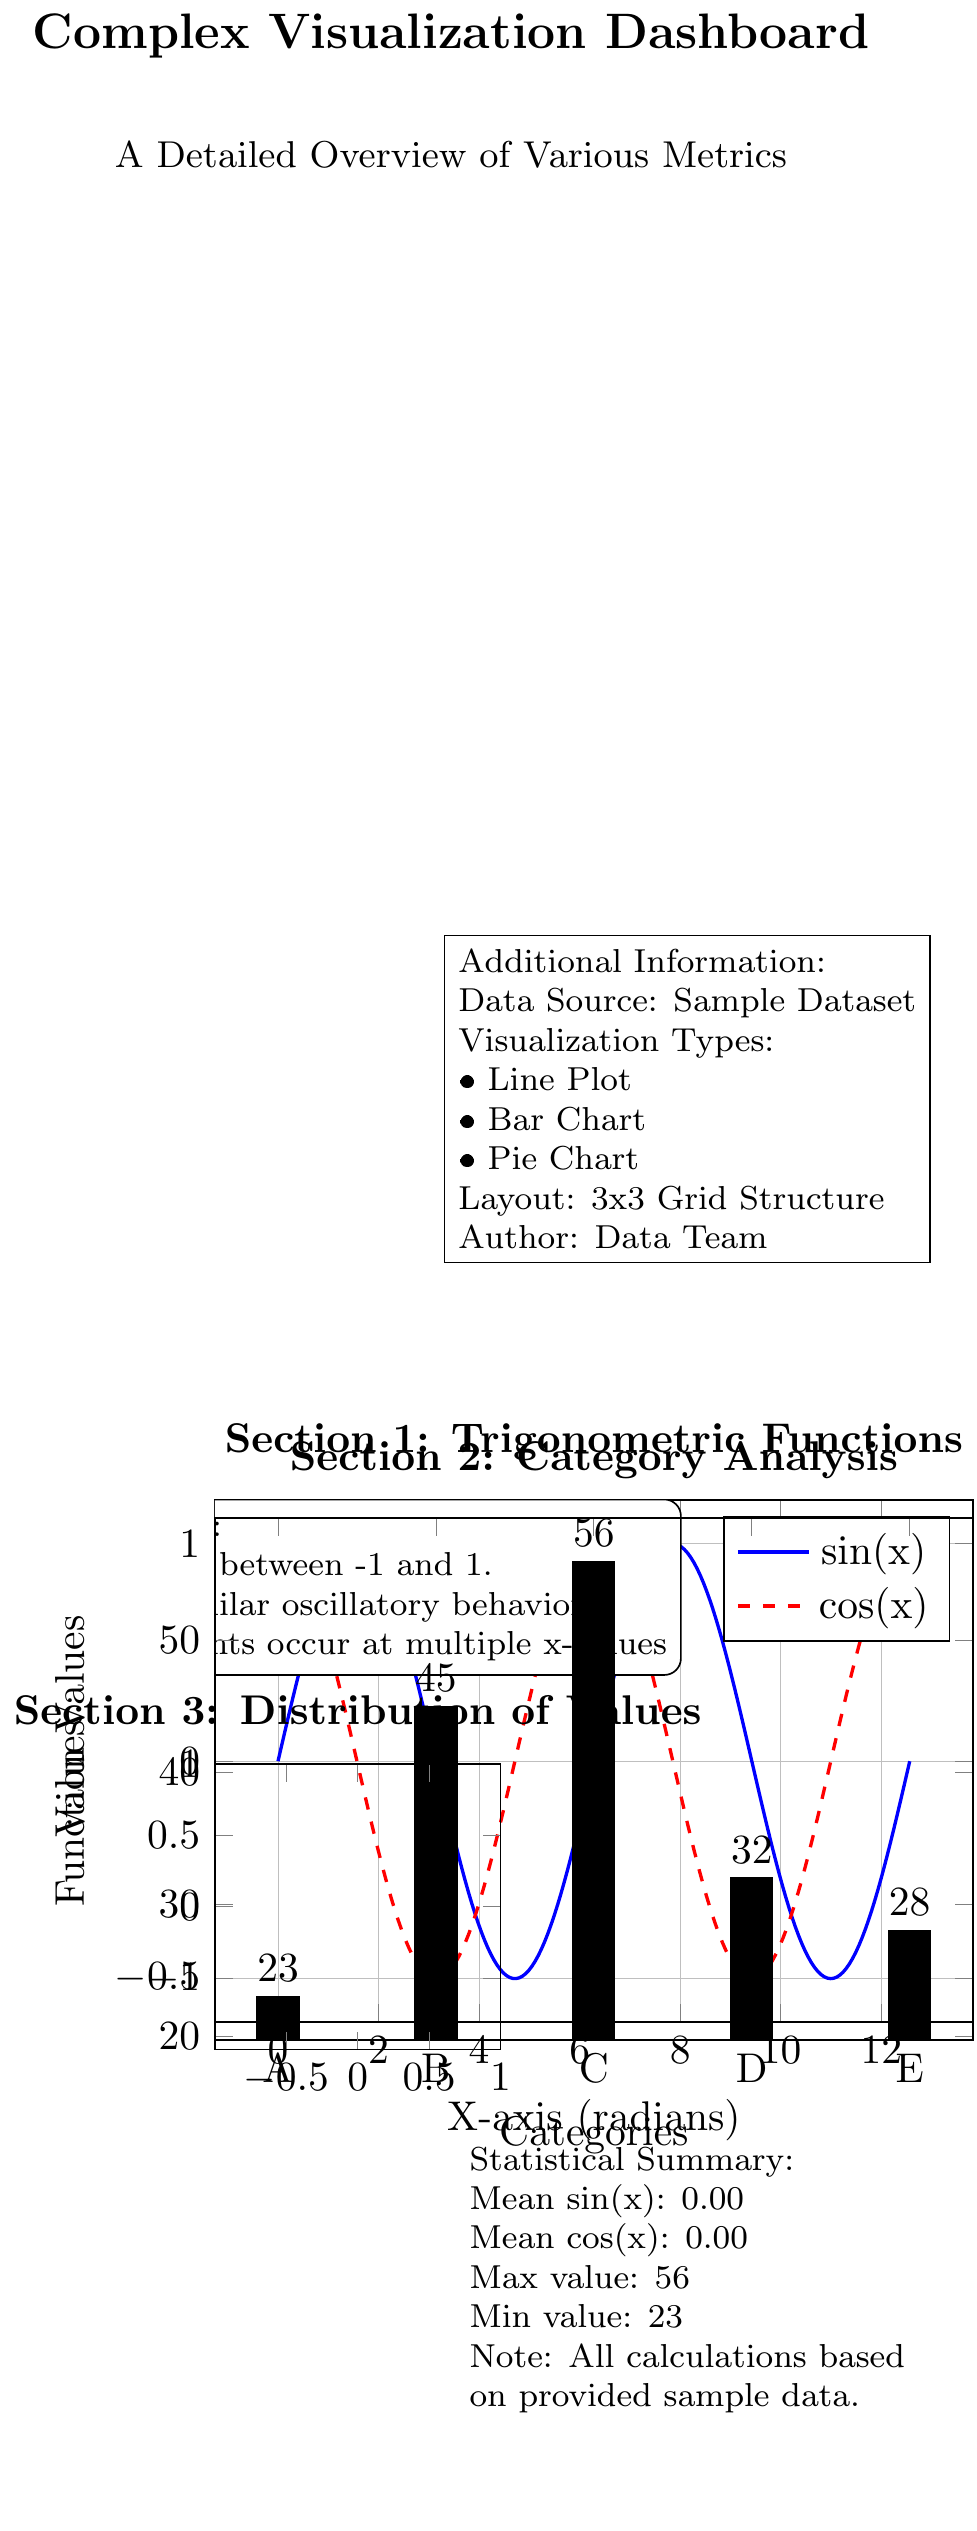 Complex Visualization Dashboard
A Detailed Overview of Various Metrics
Additional Information:
Data Source: Sample Dataset
Visualization Types:
• Line Plot
• Bar Chart
• Pie Chart
Layout: 3x3 Grid Structure
Author: Data Team
Section 1: Trigonometric Functions
Section 2: Category Analysis
:
between -1 and 1.
ilar oscillatory behavior
nts occur at multiple x-values
sin(x)
cos(x)
56
45
32
28
23
Section 3: Distribution of Values
Function Values
Values
1
50
0
40
1
0.5
30
0
−1
−0.5
20
0 2 4 6 8 10 12
A B C D E
−0.5 0 0.5 1
X-axis (radians)
Categories
Statistical Summary:
Mean sin(x): 0.00
Mean cos(x): 0.00
Max value: 56
Min value: 23
Note: All calculations based
on provided sample data.